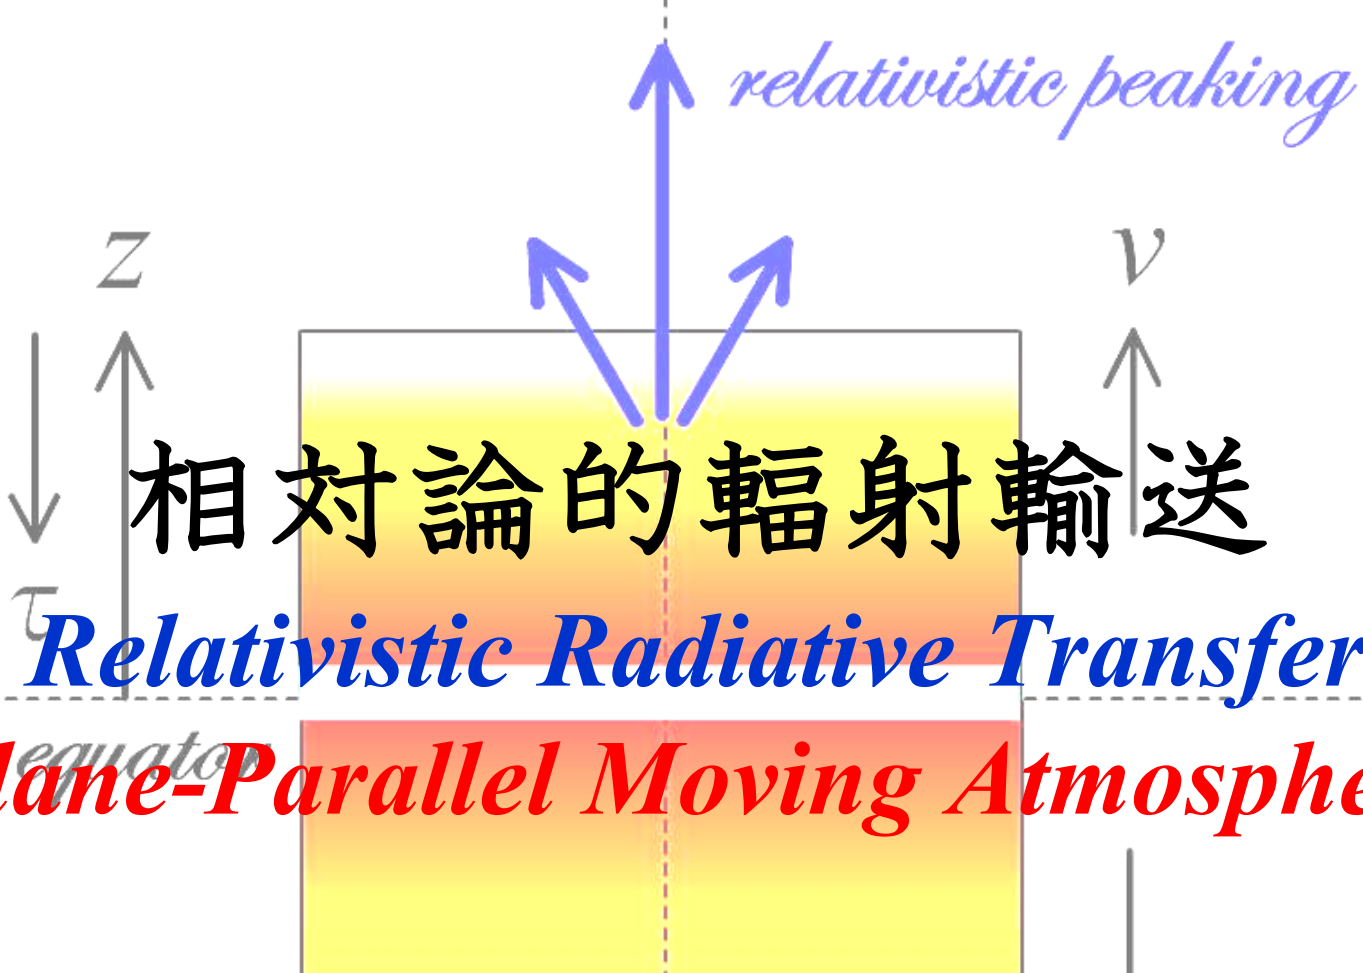 relativistic peaking
z
v
相対論的輻射輸送
τ
Relativistic Radiative Transfer
equator
lane-Parallel Moving Atmosphe